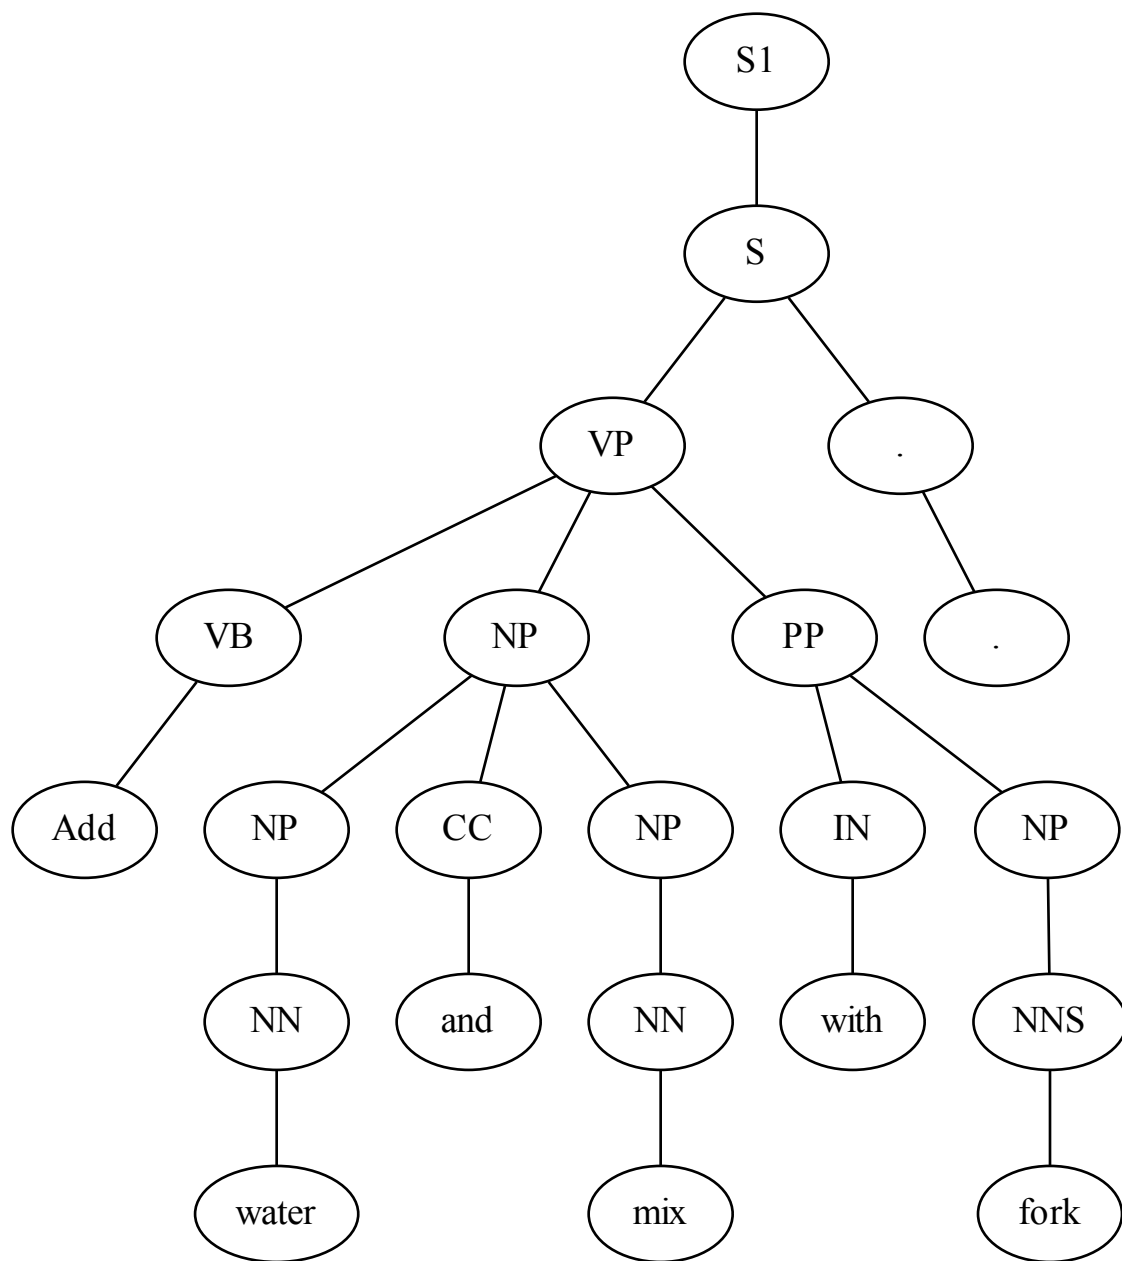 S1
S
VP .
VB NP PP .
Add NP CC NP IN NP
NN and NN with NNS
water mix fork